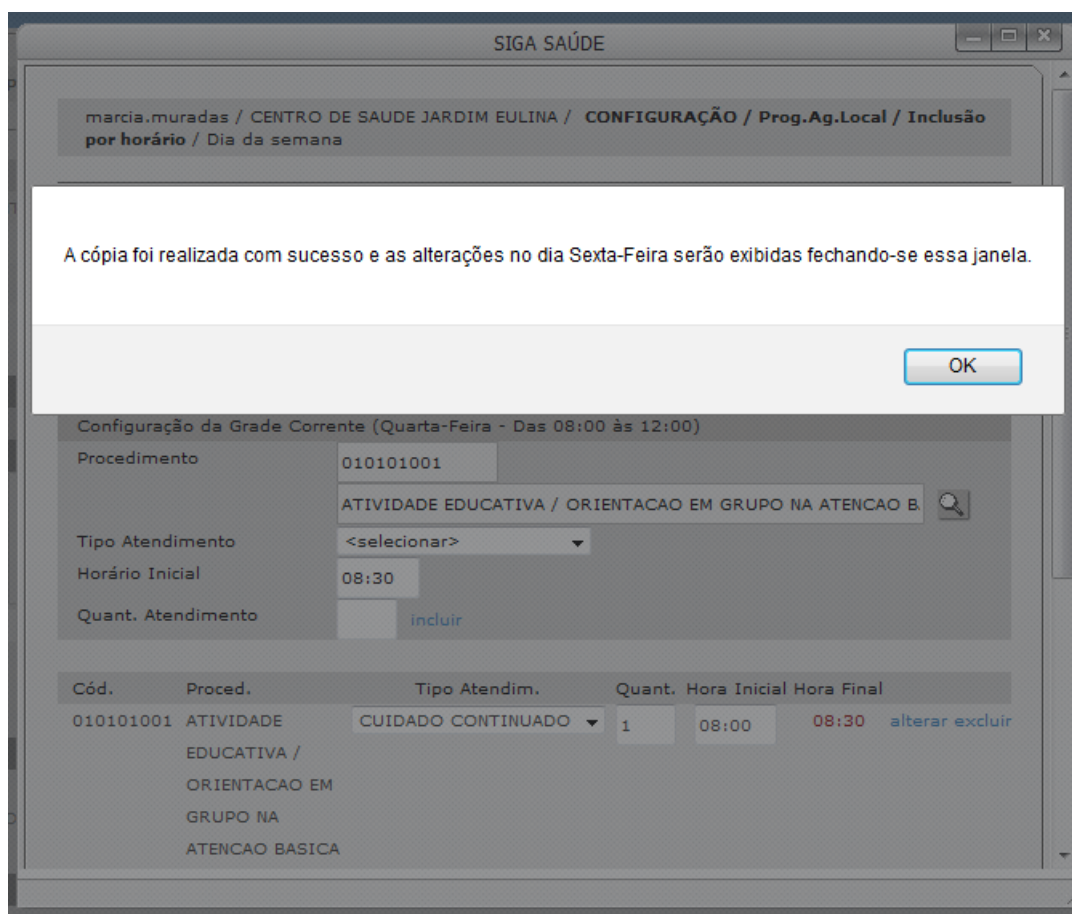 SIGA SAÚDE
marcia.muradas / CENTRO DE SAUDE JARDIM EULINA / CONFIGURAÇÃO / Prog.Ag.Local / Inclusão
por horário / Dia da semana
A cópia foi realizada com sucesso e as alterações no dia Sexta-Feira serão exibidas fechando-se essa janela.
OK
Configuração da Grade Corrente (Quarta-Feira - Das 08:00 às 12:00)
Procedimento 010101001
ATIVIDADE EDUCATIVA / ORIENTACAO EM GRUPO NA ATENCAO B
Tipo Atendimento <selecionar>
Horário Inicial 08:30
Quant. Atendimento incluir
Cód. Proced. Tipo Atendim. Quant. Hora Inicial Hora Final
010101001 ATIVIDADE CUIDADO CONTINUADO 1 08:00 08:30 alterar excluir
EDUCATIVA /
ORIENTACAO EM
GRUPO NA
ATENCAO BASICA